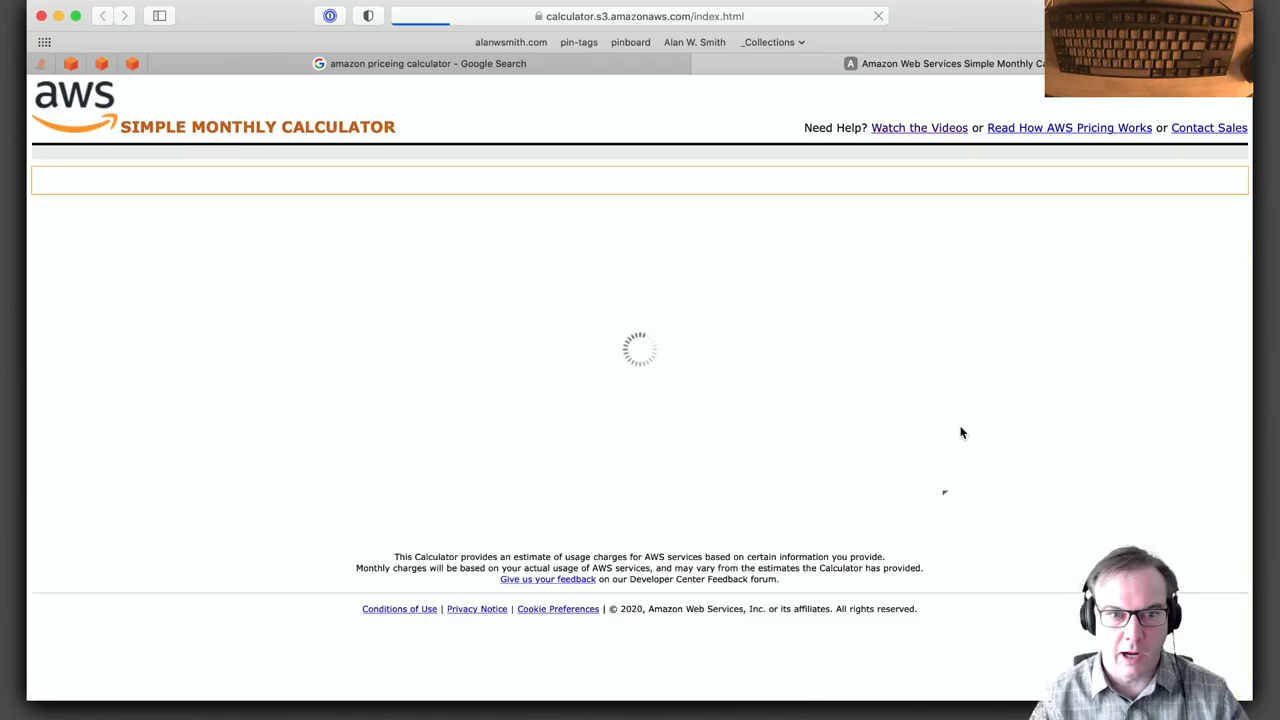 calculator.s3.amazonaws.com/index.html
alanwsmith.com pin-tags pinboard Alan W. Smith _Collections
amazon priceing calculator - Google Search
A Amazon Web Services Simple Monthly Ca
aws
SIMPLE MONTHLY CALCULATOR
Need Help? Watch the Videos or Read How AWS Pricing Works or Contact Sales
This Calculator provides an estimate of usage charges for AWS services based on certain information you provide.
Monthly charges will be based on your actual usage of AWS services, and may vary from the estimates the Calculator has provided.
Give us your feedback on our Developer Center Feedback forum.
Conditions of Use | Privacy Notice | Cookie Preferences | © 2020, Amazon Web Services, Inc. or its affiliates. All rights reserved.